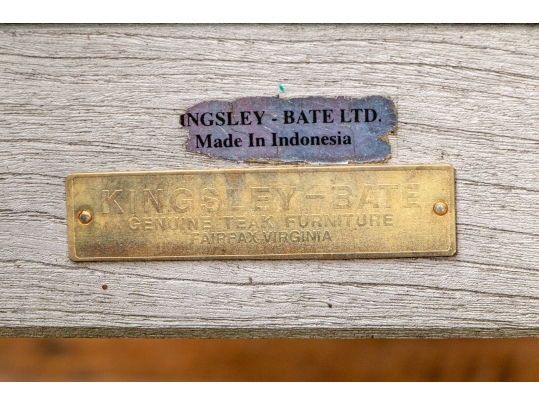 INGSLEY - BATE LTD.
Made In Indonesia
KINGSLEY-BATE
GENUINE TEAK FURNITURE
FAIRFAX, VIRGINIA